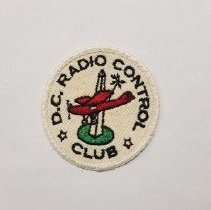 D.C. RADIO CONTROL
CLUB